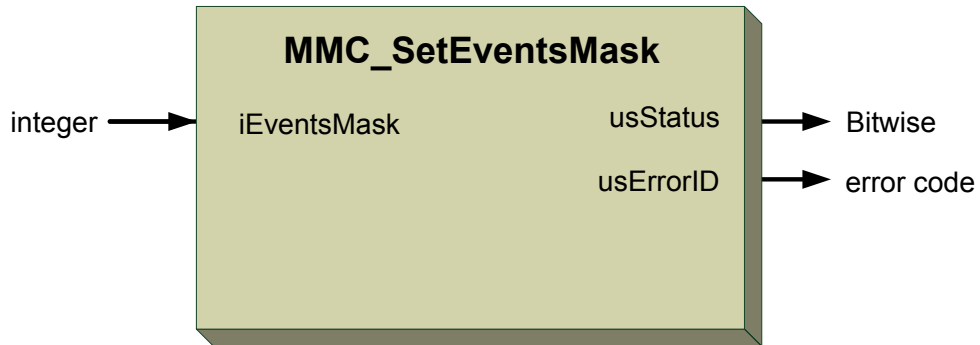 MMC_SetEventsMask
integer iEventsMask usStatus Bitwise
usErrorID error code